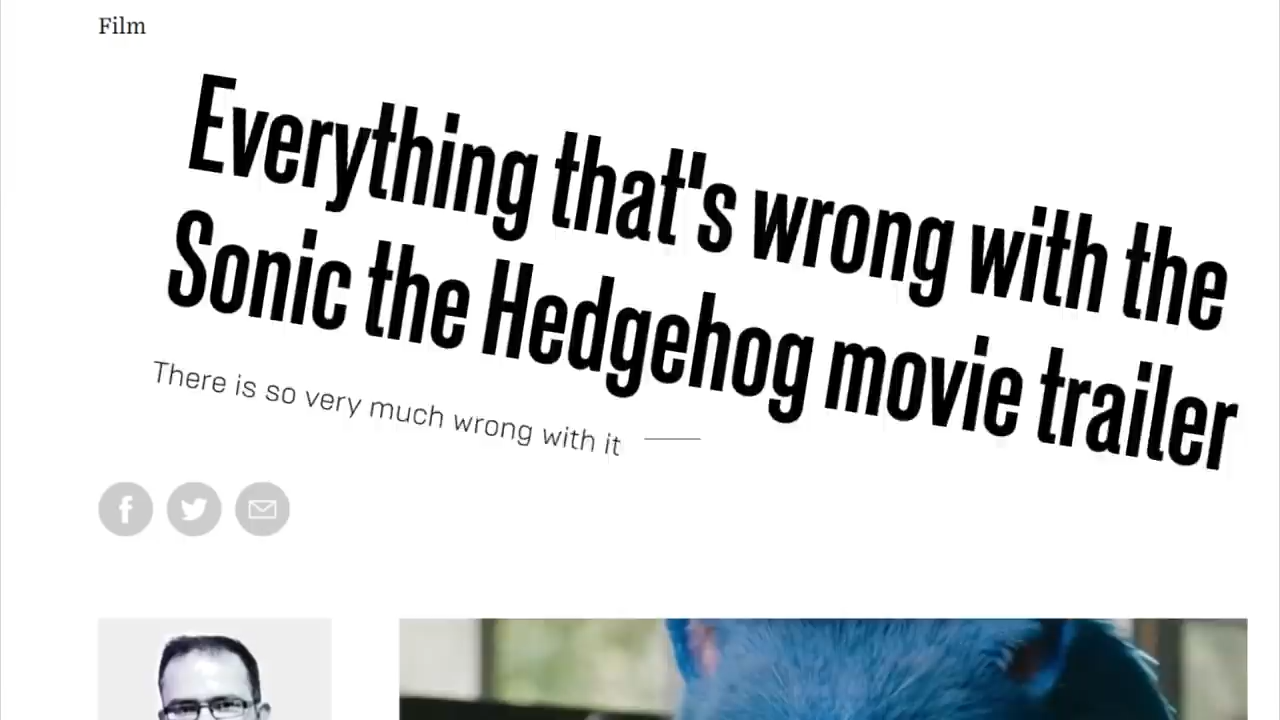 Film
Everything that's wrong with the
Sonic the Hedgehog movie trailer
There is so very much wrong with it